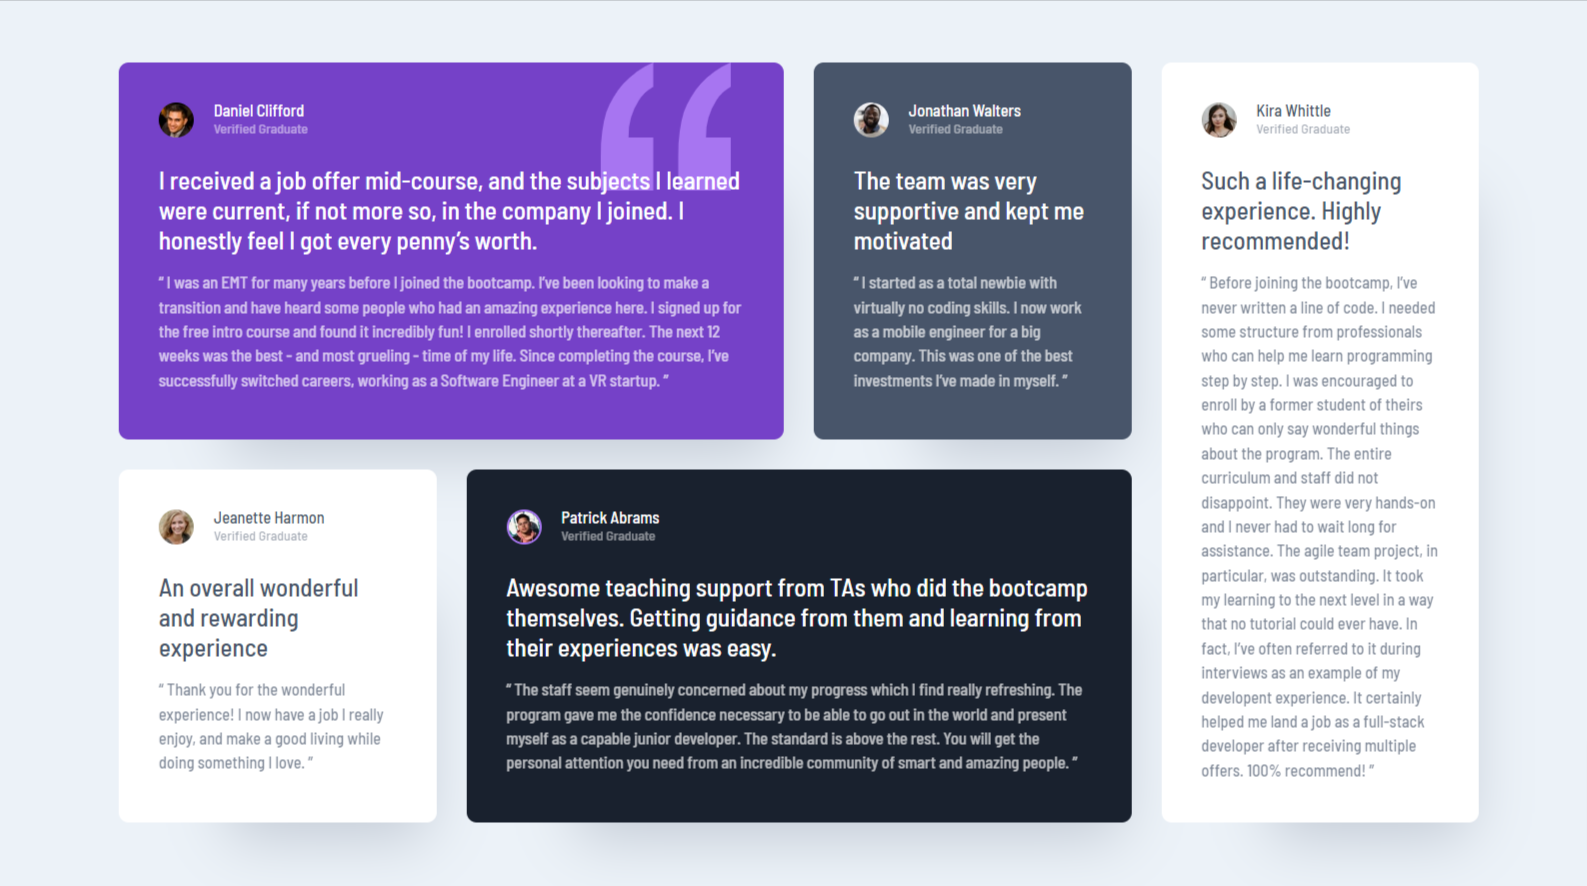 Daniel Clifford
Verified Graduate
I received a job offer mid-course, and the subjects I learned
were current, if not more so, in the company I joined. I
honestly feel I got every penny’s worth.
“ I was an EMT for many years before I joined the bootcamp. I’ve been looking to make a
transition and have heard some people who had an amazing experience here. I signed up for
the free intro course and found it incredibly fun! I enrolled shortly thereafter. The next 12
weeks was the best - and most grueling - time of my life. Since completing the course, I’ve
successfully switched careers, working as a Software Engineer at a VR startup. ”
Jonathan Walters
Verified Graduate
The team was very
supportive and kept me
motivated
“ I started as a total newbie with
virtually no coding skills. I now work
as a mobile engineer for a big
company. This was one of the best
investments I’ve made in myself. ”
Kira Whittle
Verified Graduate
Such a life-changing
experience. Highly
recommended!
“ Before joining the bootcamp, I’ve
never written a line of code. I needed
some structure from professionals
who can help me learn programming
step by step. I was encouraged to
enroll by a former student of theirs
who can only say wonderful things
about the program. The entire
curriculum and staff did not
disappoint. They were very hands-on
and I never had to wait long for
assistance. The agile team project, in
particular, was outstanding. It took
my learning to the next level in a way
that no tutorial could ever have. In
fact, I’ve often referred to it during
interviews as an example of my
developent experience. It certainly
helped me land a job as a full-stack
developer after receiving multiple
offers. 100% recommend! ”
Jeanette Harmon
Verified Graduate
An overall wonderful
and rewarding
experience
“ Thank you for the wonderful
experience! I now have a job I really
enjoy, and make a good living while
doing something I love. ”
Patrick Abrams
Verified Graduate
Awesome teaching support from TAs who did the bootcamp
themselves. Getting guidance from them and learning from
their experiences was easy.
“ The staff seem genuinely concerned about my progress which I find really refreshing. The
program gave me the confidence necessary to be able to go out in the world and present
myself as a capable junior developer. The standard is above the rest. You will get the
personal attention you need from an incredible community of smart and amazing people. ”